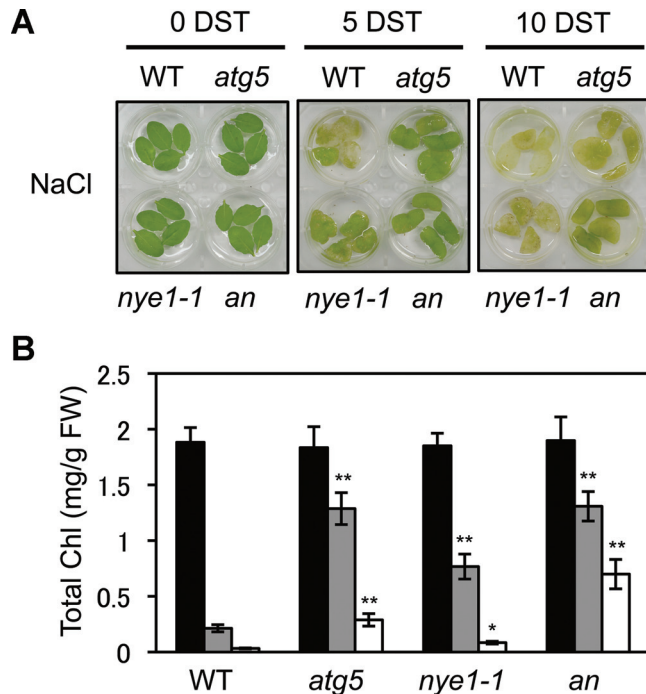 A
0 DST 5 DST 10 DST
WT atg5 WT atg5 WT atg5
NaCl
nye1-1 an nye1-1 an nye1-1 an
B
Total Chl (mg/g FW)
2.5
2
1.5
1
0.5
0
** ** ** ** * **
WT atg5 nye1-1 an